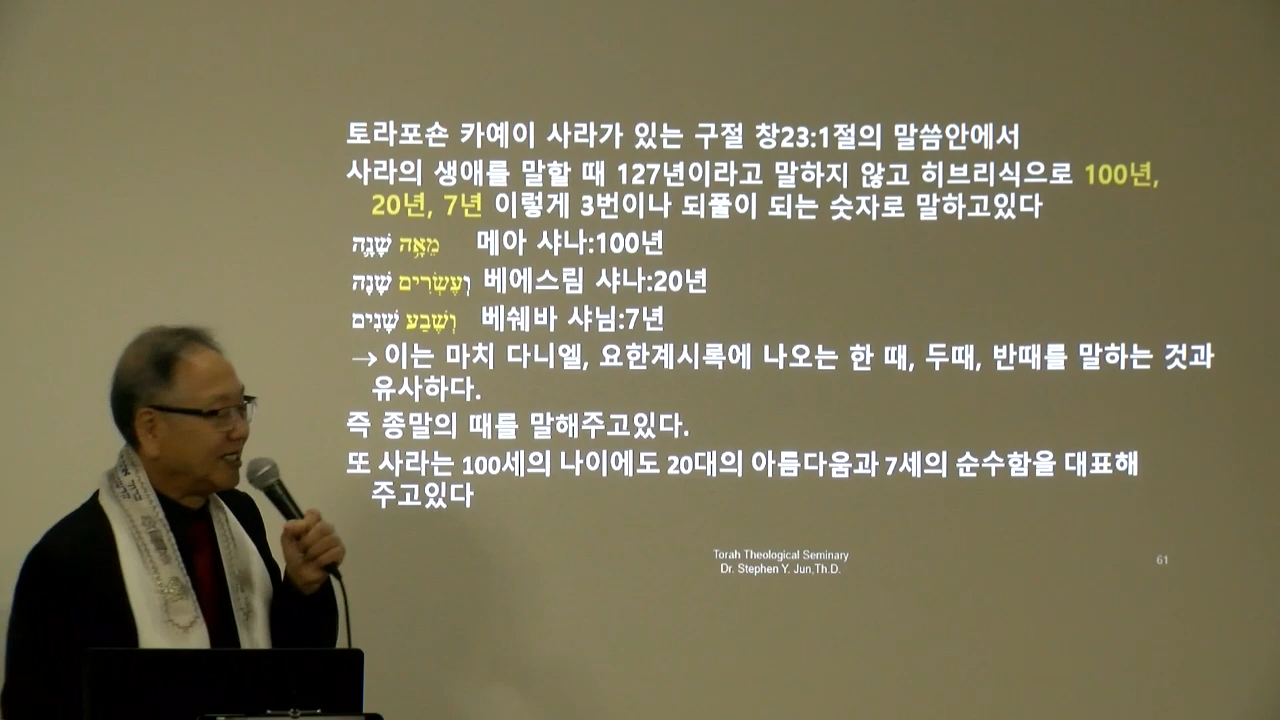 토라포숀 카예이 사라가 있는 구절 창23:1절의 말씀안에서
사라의 생애를 말할 때 127년이라고 말하지 않고 히브리식으로 100년,
20년, 7년 이렇게 3번이나 되풀이 되는 숫자로 말하고있다
מֵאָ֥ה שָׁנָ֛ה 메아 샤나:100년
וְעֶשְׂרִ֥ים שָׁנָ֖ה 베에스림 샤나:20년
וְשֶׁ֣בַע שָׁנִ֑ים 베쉐바 샤님:7년
→ 이는 마치 다니엘, 요한계시록에 나오는 한 때, 두때, 반때를 말하는 것과
유사하다.
즉 종말의 때를 말해주고있다.
또 사라는 100세의 나이에도 20대의 아름다움과 7세의 순수함을 대표해
주고있다
Torah Theological Seminary
Dr. Stephen Y. Jun,Th.D.
61